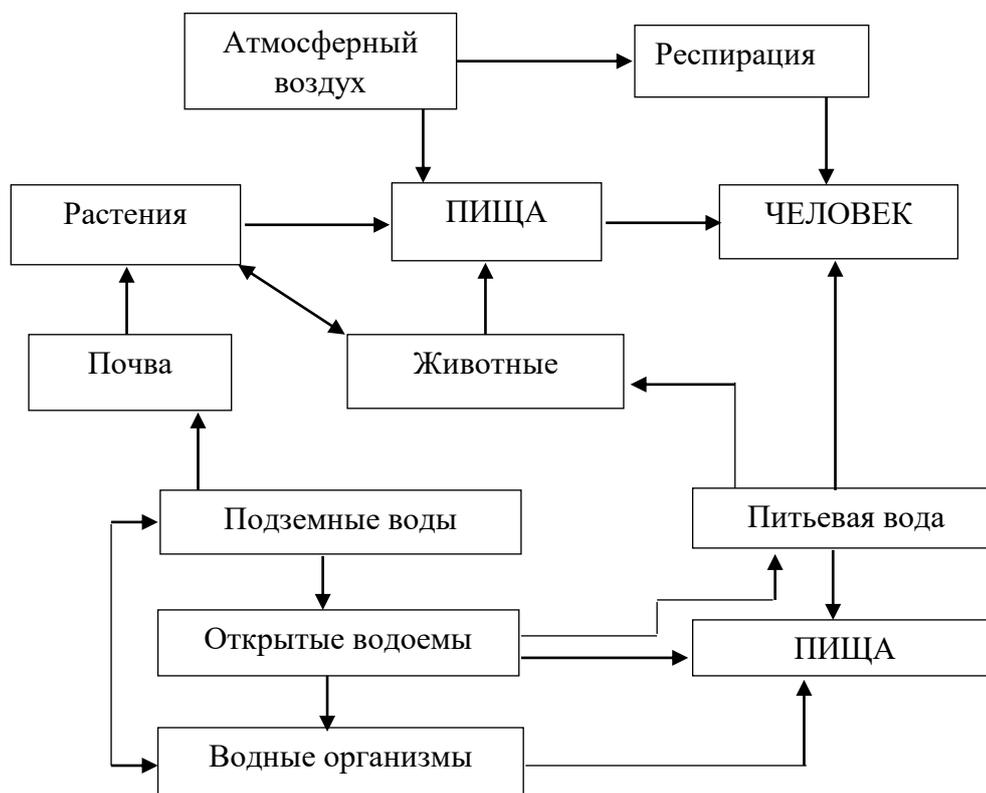 Атмосферный
воздух
Респирация
Растения
ПИЩА
ЧЕЛОВЕК
Почва
Животные
Подземные воды
Питьевая вода
Открытые водоемы
ПИЩА
Водные организмы